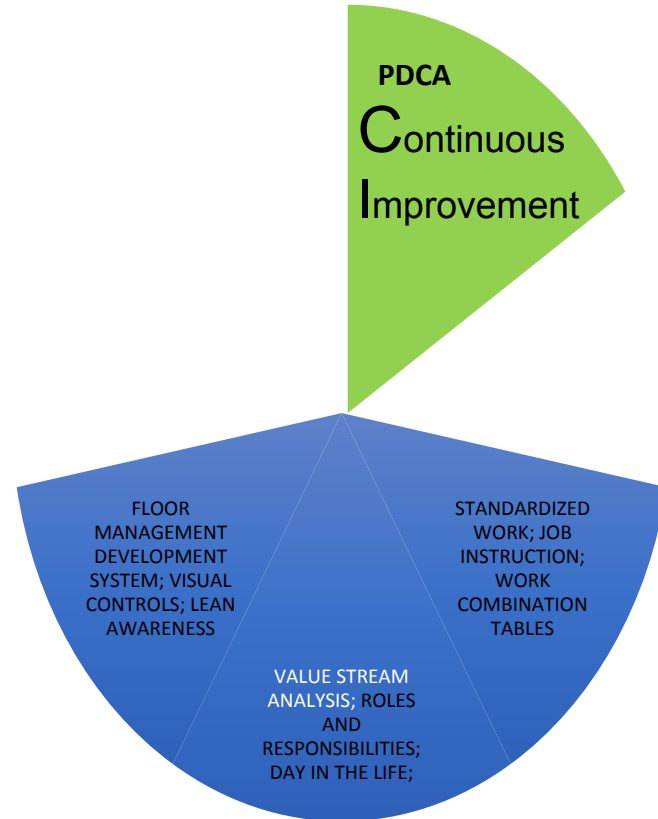 PDCA
Continuous
Improvement
FLOOR
MANAGEMENT
DEVELOPMENT
SYSTEM; VISUAL
CONTROLS; LEAN
AWARENESS
STANDARDIZED
WORK; JOB
INSTRUCTION;
WORK
COMBINATION
TABLES
VALUE STREAM
ANALYSIS; ROLES
AND
RESPONSIBILITIES;
DAY IN THE LIFE;